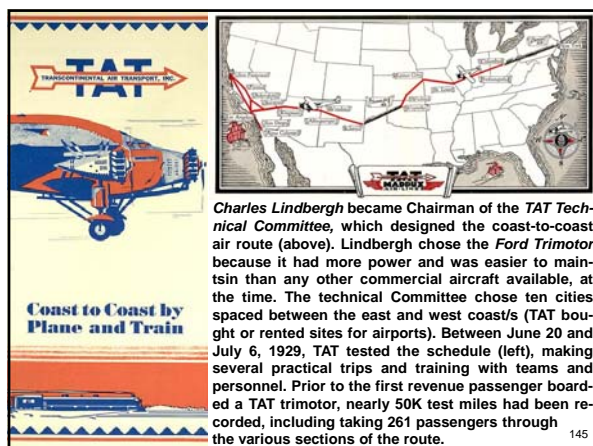 TAT
TRANSCONTINENTAL AIR TRANSPORT, INC.
Coast to Coast by
Plane and Train
TAT
MADDUX
AIR LINES
Charles Lindbergh became Chairman of the TAT Tech-
nical Committee, which designed the coast-to-coast
air route (above). Lindbergh chose the Ford Trimotor
because it had more power and was easier to main-
tsin than any other commercial aircraft available, at
the time. The technical Committee chose ten cities
spaced between the east and west coast/s (TAT bou-
ght or rented sites for airports). Between June 20 and
July 6, 1929, TAT tested the schedule (left), making
several practical trips and training with teams and
personnel. Prior to the first revenue passenger board-
ed a TAT trimotor, nearly 50K test miles had been re-
corded, including taking 261 passengers through
the various sections of the route.
145